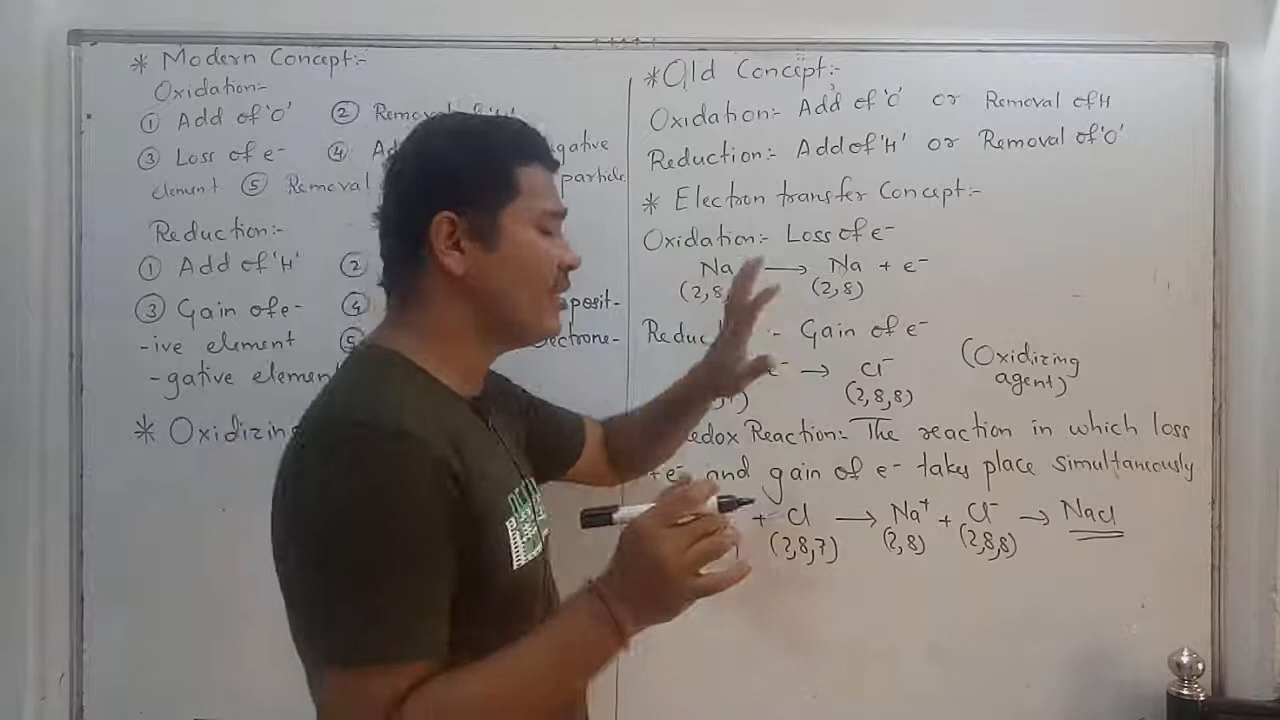 * Modern Concept:-
Oxidation:-
① Add of 'O' ② Removal of 'H'
③ Loss of e- ④ gative
element ⑤ Removal particle
Reduction:-
① Add of 'H' ②
③ Gain of e- ④ posit-
-ive element ⑤ lectrone-
-gative element
* Oxidizing
* Old Concept:-
Oxidation:- Add of 'O' or Removal of H
Reduction:- Add of 'H' or Removal of 'O'
* Electron transfer Concept:-
Oxidation:- Loss of e-
Na → Na + e-
(2,8, (2,8)
Reduc :- Gain of e-
e- → Cl-
(2,8,8)
(Oxidizing
agent)
edox Reaction:- The reaction in which loss
e- and gain of e- takes place simultaneously
+ Cl → Na+ + Cl- → NaCl
(2,8,7) (2,8) (2,8,8)